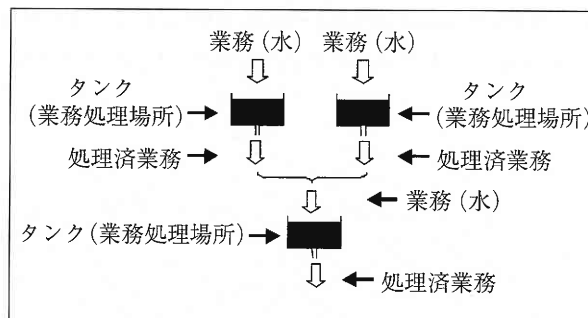 業務(水) 業務(水)
タンク タンク
(業務処理場所) (業務処理場所)
処理済業務 処理済業務
業務(水)
タンク(業務処理場所)
処理済業務